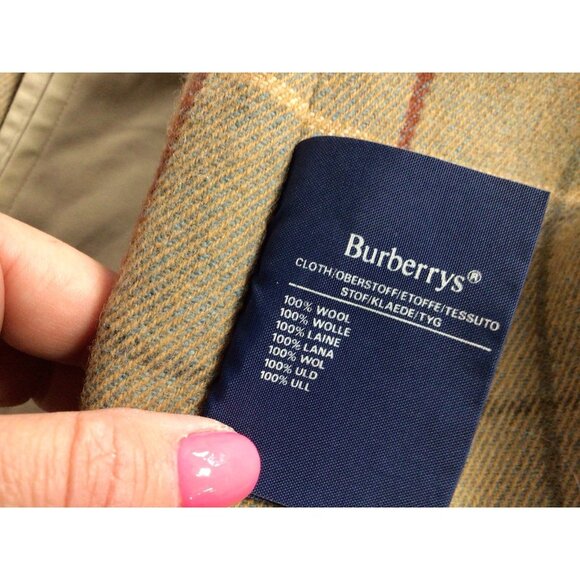 Burberrys®
CLOTH/OBERSTOFF/ETOFFE/TESSUTO
STOF/KLAEDE/TYG
100% WOOL
100% WOLLE
100% LAINE
100% LANA
100% WOL
100% ULD
100% ULL